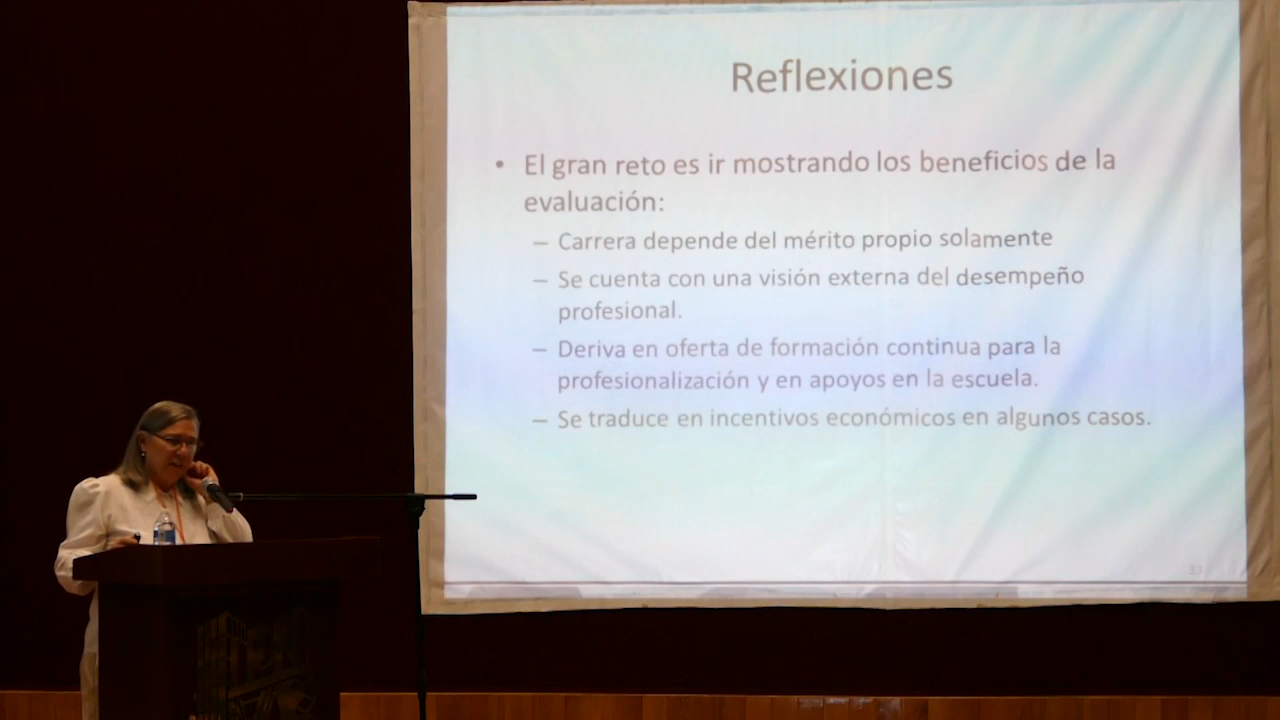 Reflexiones
• El gran reto es ir mostrando los beneficios de la
evaluación:
– Carrera depende del mérito propio solamente
– Se cuenta con una visión externa del desempeño
profesional.
– Deriva en oferta de formación continua para la
profesionalización y en apoyos en la escuela.
– Se traduce en incentivos económicos en algunos casos.